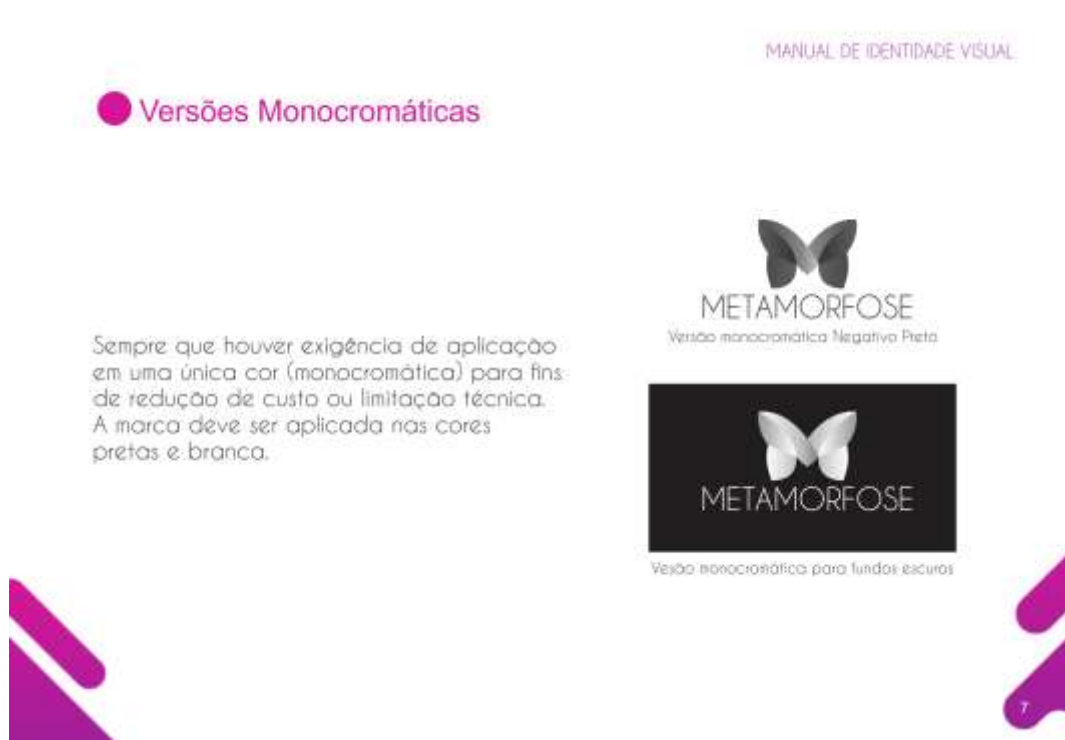 MANUAL DE IDENTIDADE VISUAL
Versões Monocromáticas
METAMORFOSE
Versão monocromática Negativo Preto
Sempre que houver exigência de aplicação
em uma única cor (monocromática) para fins
de redução de custo ou limitação técnica.
A marca deve ser aplicada nas cores
pretas e branca.
METAMORFOSE
Vesão monocromática para fundos escuros
7